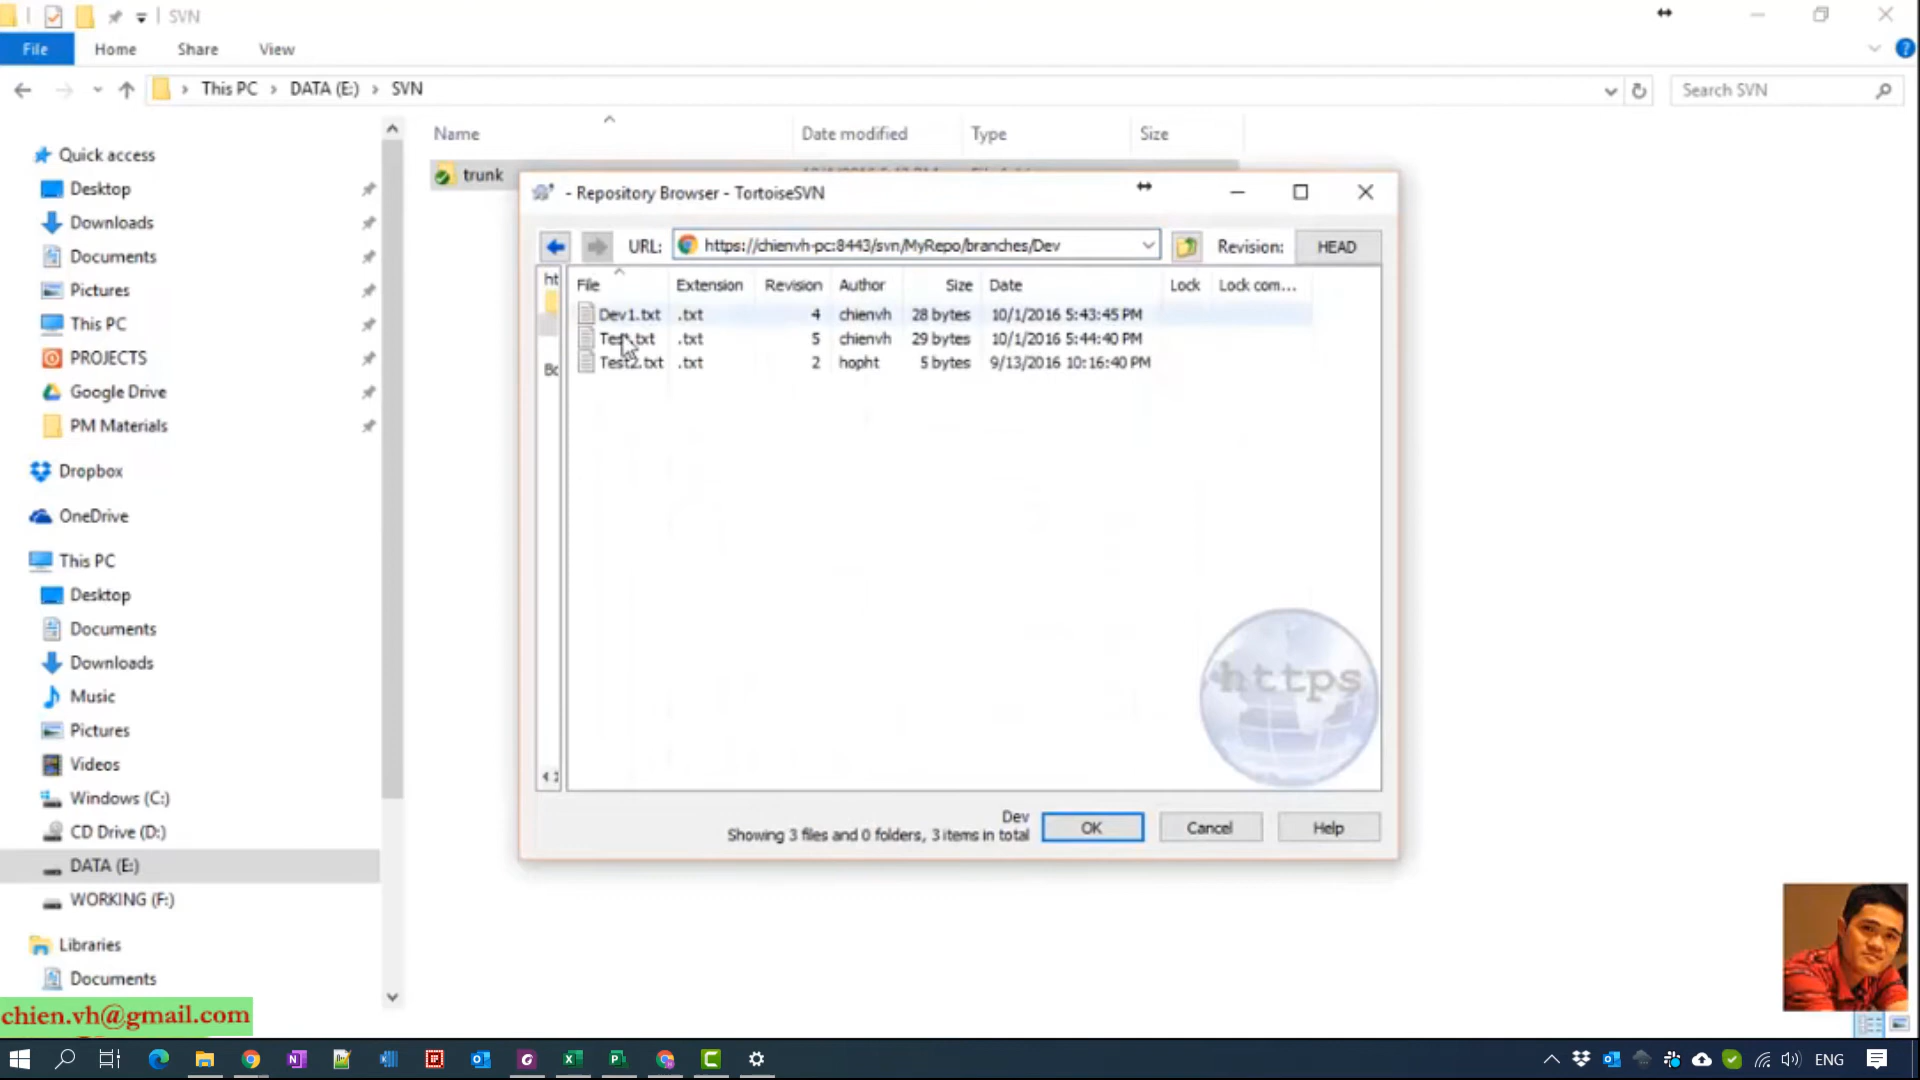 SVN
File Home Share View
This PC > DATA (E:) > SVN
Search SVN
Name Date modified Type Size
Quick access
Desktop
Downloads
Documents
Pictures
This PC
PROJECTS
Google Drive
PM Materials
Dropbox
OneDrive
This PC
Desktop
Documents
Downloads
Music
Pictures
Videos
Windows (C:)
CD Drive (D:)
DATA (E:)
WORKING (F:)
Libraries
Documents
trunk
- Repository Browser - TortoiseSVN
URL: https://chienvh-pc:8443/svn/MyRepo/branches/Dev Revision: HEAD
ht
File Extension Revision Author Size Date Lock Lock com...
Dev1.txt .txt 4 chienvh 28 bytes 10/1/2016 5:43:45 PM
.txt 5 chienvh 29 bytes 10/1/2016 5:44:40 PM
Test2.txt .txt 2 hopht 5 bytes 9/13/2016 10:16:40 PM
https
Dev
Showing 3 files and 0 folders, 3 items in total
OK Cancel Help
chien.vh@gmail.com
ENG